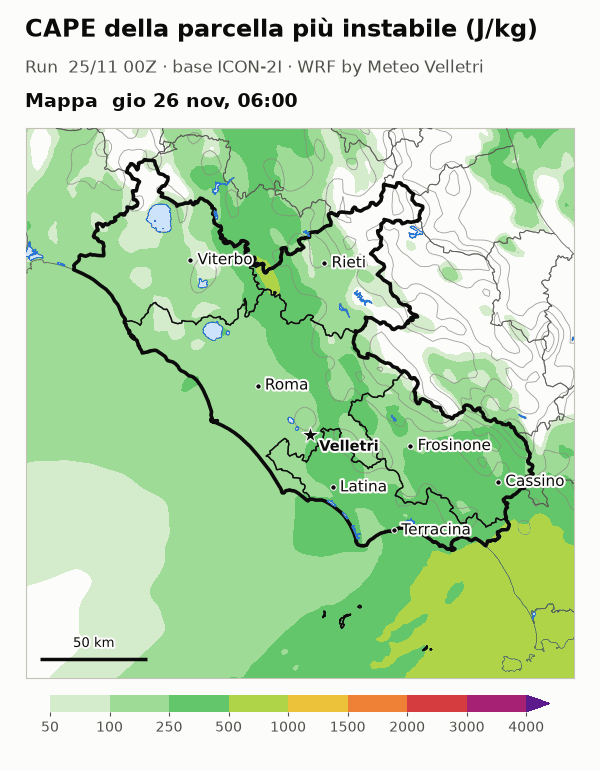 CAPE della parcella più instabile (J/kg)
Run 25/11 00Z · base ICON-2I · WRF by Meteo Velletri
Mappa gio 26 nov, 06:00
Viterbo
Rieti
Roma
Velletri
Frosinone
Latina
Cassino
Terracina
50 km
50 100 250 500 1000 1500 2000 3000 4000